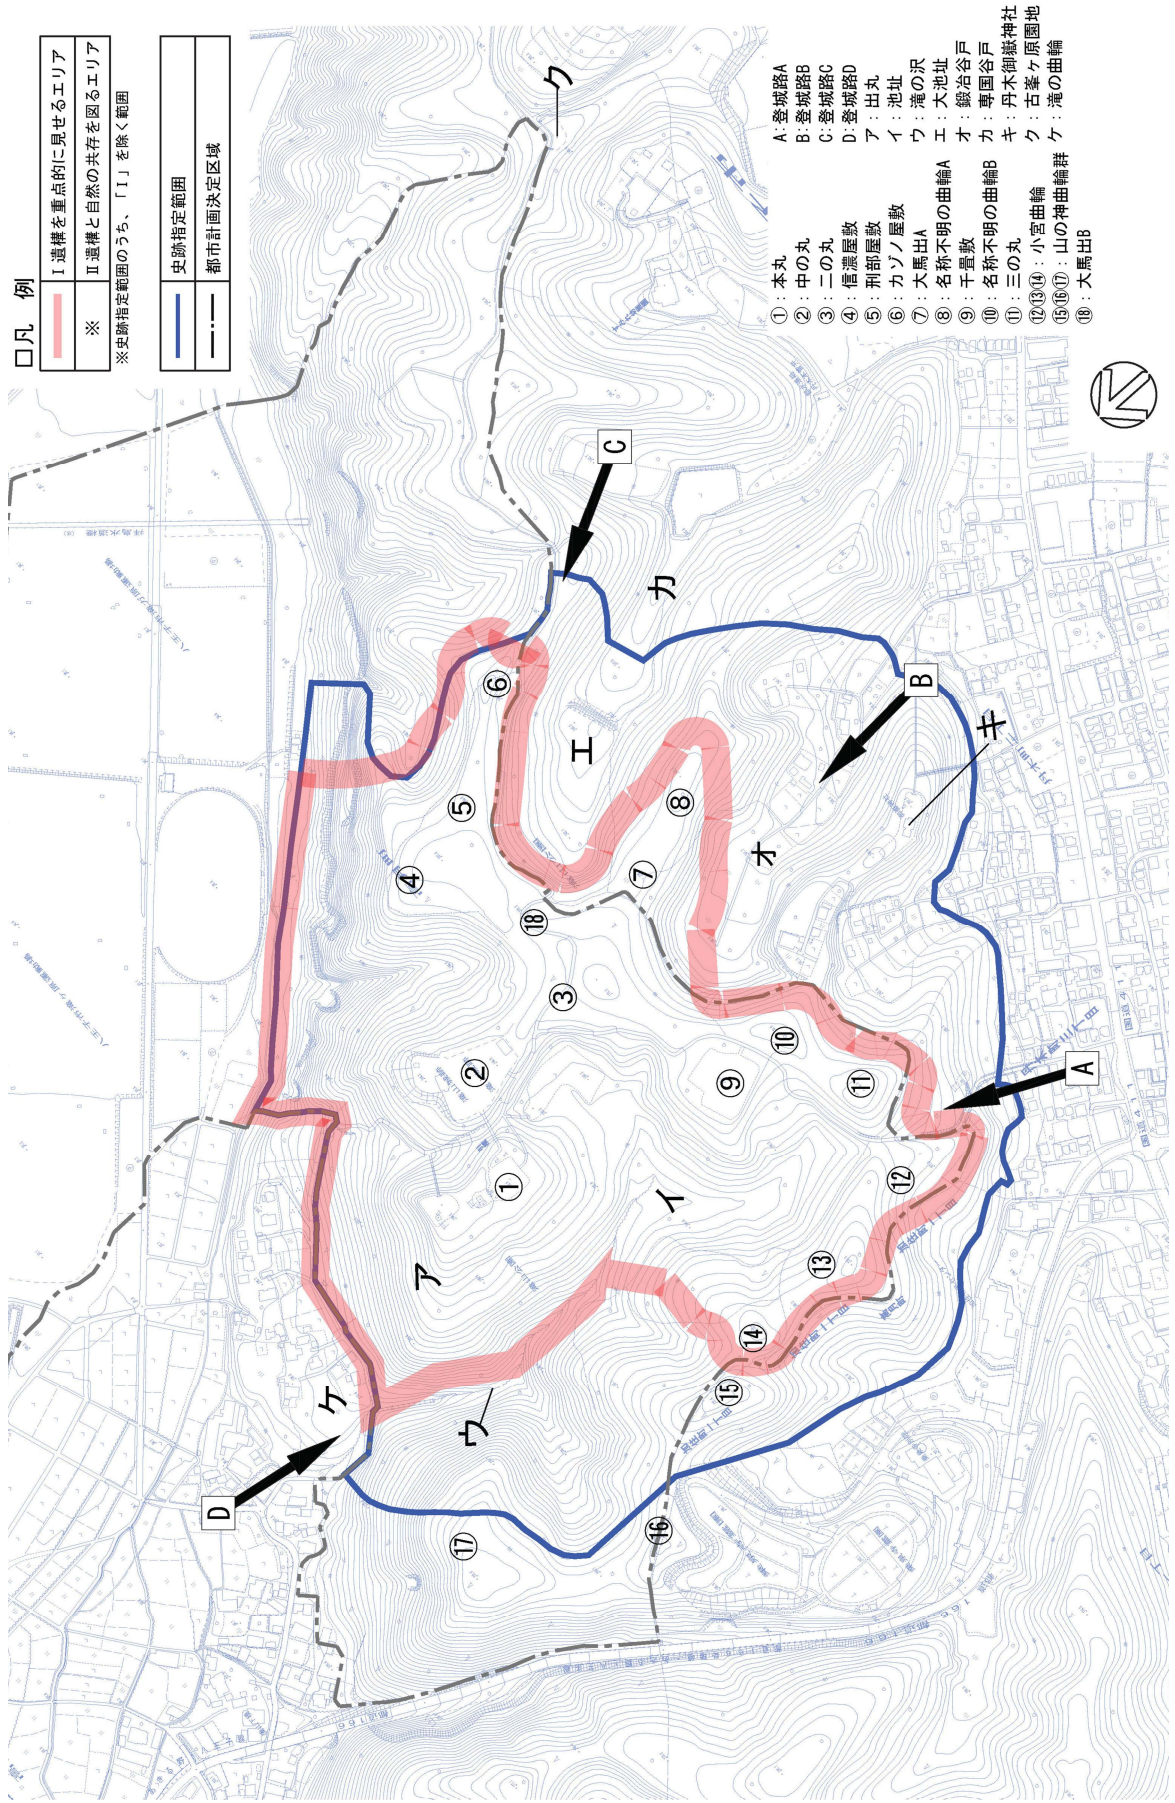 凡　例
Ⅰ遺構を重点的に見せるエリア
※
Ⅱ遺構と自然の共存を図るエリア
※史跡指定範囲のうち、「Ⅰ」を除く範囲
史跡指定範囲
都市計画決定区域
①：本丸
②：中の丸
③：二の丸
④：信濃屋敷
⑤：刑部屋敷
⑥：カゾノ屋敷
⑦：大馬出A
⑧：名称不明の曲輪A
⑨：千畳敷
⑩：名称不明の曲輪B
⑪：三の丸
⑫⑬⑭：小宮曲輪
⑮⑯⑰：山の神曲輪群
⑱：大馬出B
A:登城路A
B:登城路B
C:登城路C
D:登城路D
ア：出丸
イ：池址
ウ：滝の沢
エ：大池址
オ：鍛冶谷戸
カ：専国谷戸
キ：丹木御嶽神社
ク：古峯ヶ原園地
ケ：滝の曲輪
D
ケ
ウ
ア
イ
①
②
③
④
⑤
⑥
⑦
⑧
⑨
⑩
⑪
⑫
⑬
⑭
⑮
⑯
⑰
⑱
エ
オ
カ
キ
ク
A
B
C